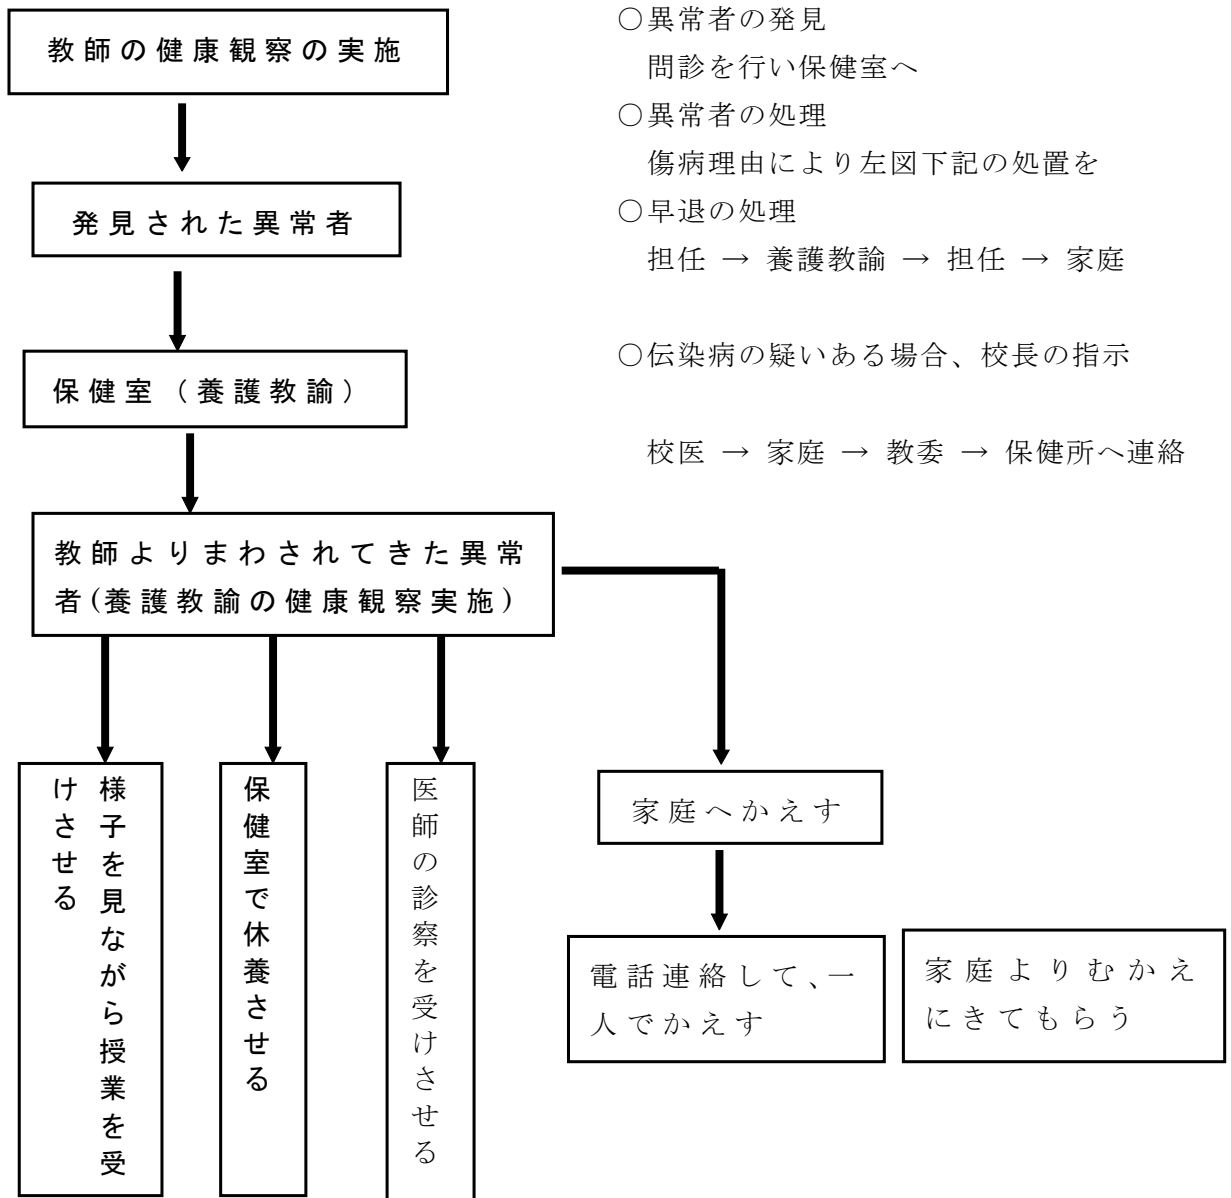 教師の健康観察の実施
発見された異常者
保健室（養護教諭）
教師よりまわされてきた異常
者(養護教諭の健康観察実施)
様子を見ながら授業を受
けさせる
保健室で休養させる
医師の診察を受けさせる
家庭へかえす
電話連絡して、一
人でかえす
家庭よりむかえ
にきてもらう
○異常者の発見
問診を行い保健室へ
○異常者の処理
傷病理由により左図下記の処置を
○早退の処理
担任 → 養護教諭 → 担任 → 家庭
○伝染病の疑いある場合、校長の指示
校医 → 家庭 → 教委 → 保健所へ連絡